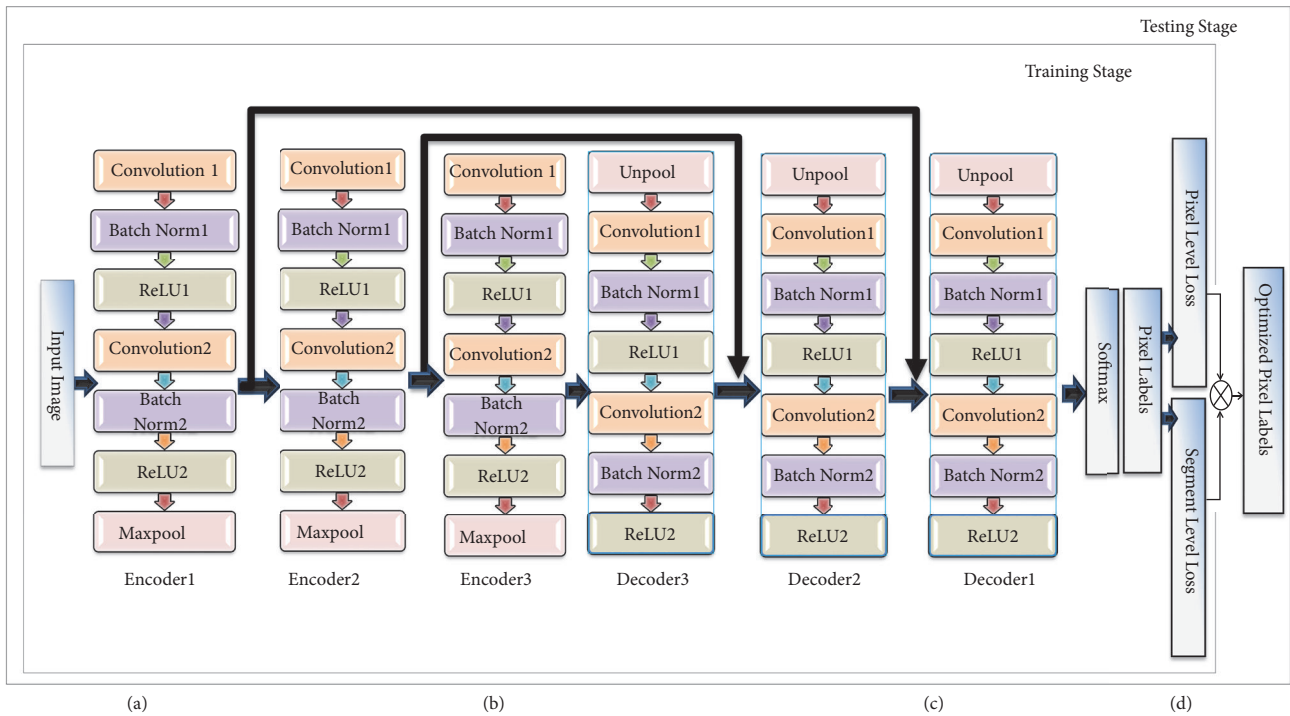 Testing Stage
Training Stage
Input Image
Convolution 1
Batch Norm1
ReLU1
Convolution2
Batch
Norm2
ReLU2
Maxpool
Encoder1
Convolution1
Batch Norm1
ReLU1
Convolution2
Batch
Norm2
ReLU2
Maxpool
Encoder2
Convolution 1
Batch Norm1
ReLU1
Convolution2
Batch
Norm2
ReLU2
Maxpool
Encoder3
Unpool
Convolution1
Batch Norm1
ReLU1
Convolution2
Batch Norm2
ReLU2
Decoder3
Unpool
Convolution1
Batch Norm1
ReLU1
Convolution2
Batch Norm2
ReLU2
Decoder2
Unpool
Convolution1
Batch Norm1
ReLU1
Convolution2
Batch Norm2
ReLU2
Decoder1
Softmax
Pixel Labels
Pixel Level Loss
Segment Level Loss
Optimized Pixel Labels
(a)
(b)
(c)
(d)